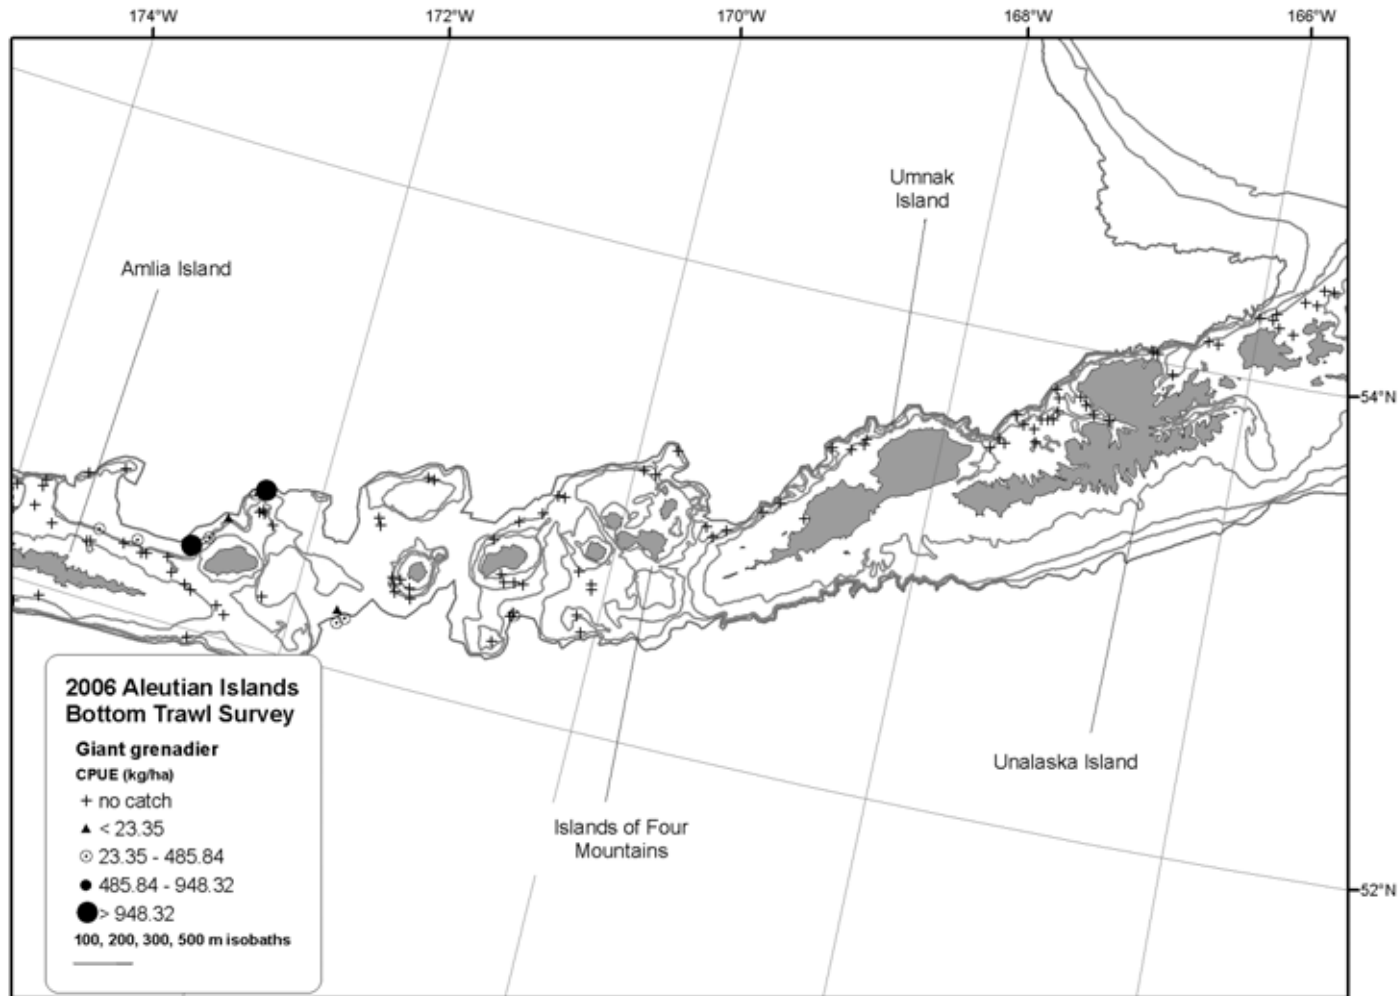 174°W
172°W
170°W
168°W
166°W
Umnak
Island
Amlia Island
54°N
2006 Aleutian Islands
Bottom Trawl Survey
Giant grenadier
CPUE (kg/ha)
+ no catch
▲ < 23.35
⊙ 23.35 - 485.84
● 485.84 - 948.32
● > 948.32
100, 200, 300, 500 m isobaths
Unalaska Island
Islands of Four
Mountains
52°N